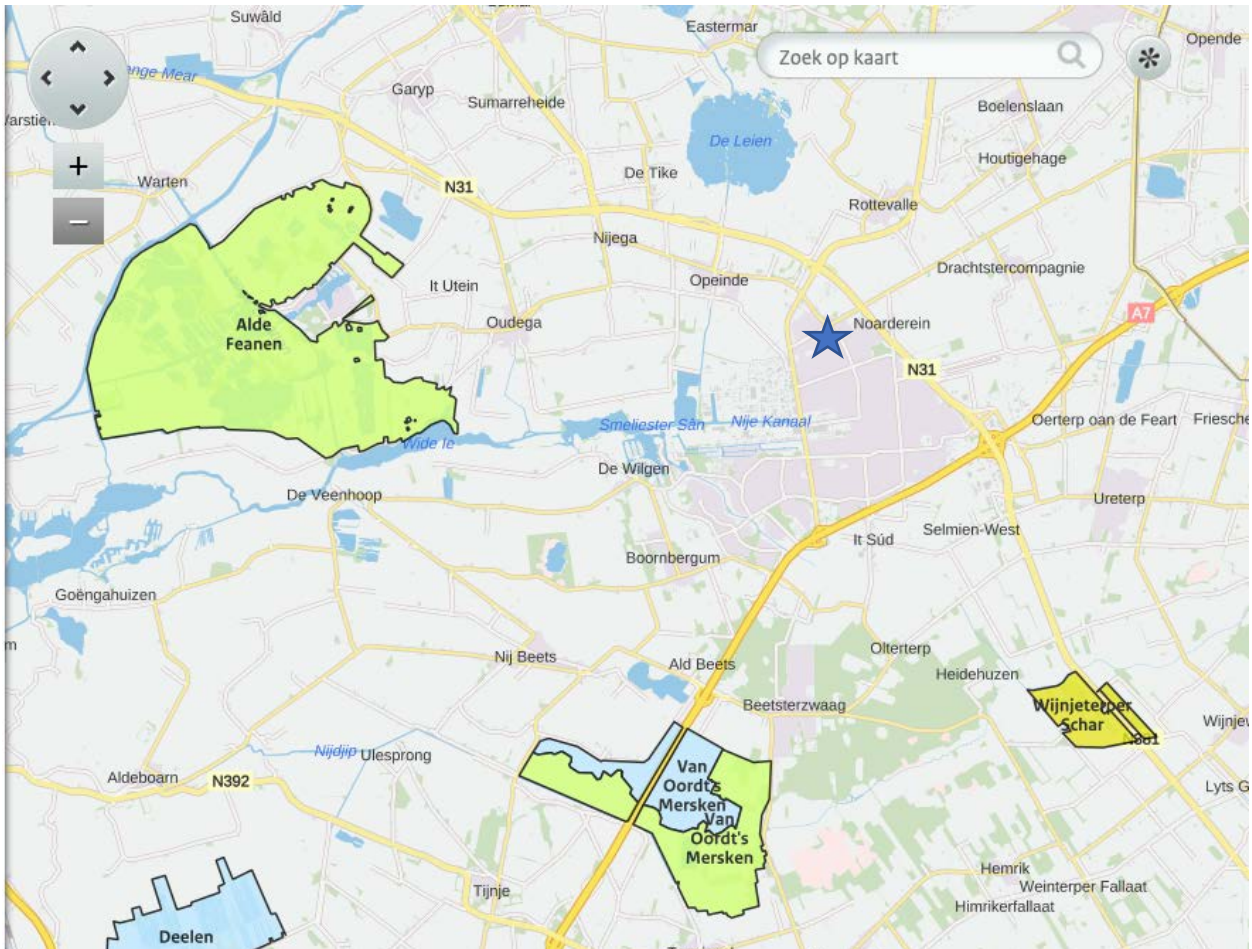 Suwâld
Eastermar
Opende
Zoek op kaart
Garyp
Sumarreheide
Boelenslaan
De Leien
Houtigehage
De Tike
Warten
N31
Rottevalle
Nijega
Drachtstercompagnie
Opeinde
It Utein
A7
Oudega
Noarderein
Alde
Feanen
N31
Smeliester Sân
Nije Kanaal
Oerterp oan de Feart
Wide Ie
De Wilgen
De Veenhoop
Ureterp
Selmien-West
It Súd
Boornbergum
Goëngahuizen
Olterterp
Nij Beets
Ald Beets
Heidehuzen
Beetsterzwaag
Wijnjeterper
Schar
Nijdjip
Ulesprong
Van
Oordt's
Mersken
Aldeboarn
N392
Van
Oordt's
Mersken
Hemrik
Tijnje
Weinterper Fallaat
Himrikerfallaat
Deelen